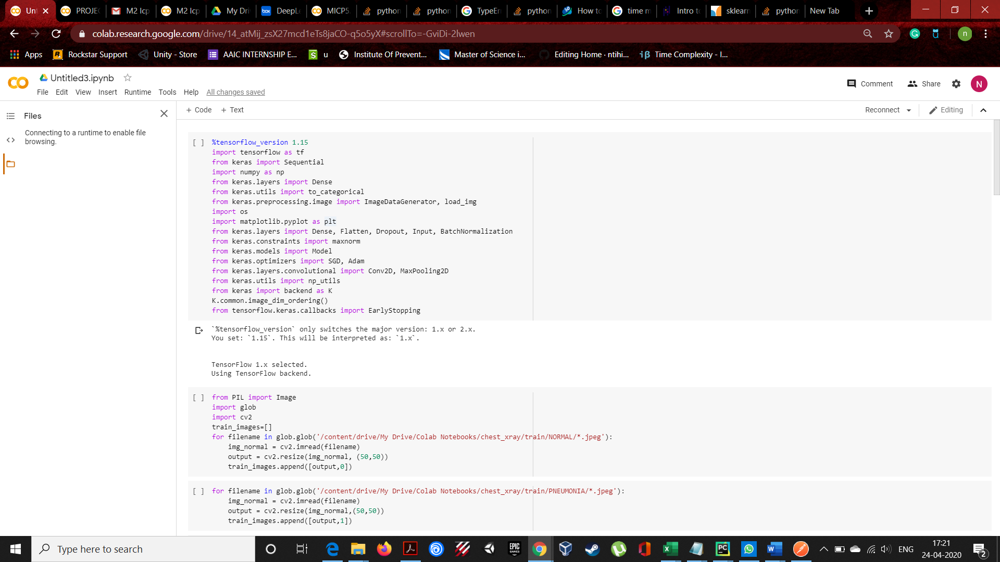 Un
PROJE
M2 Icp
M2 Icp
My Dri
box
DeepLe
MICP5
python
python
TypeEr
python
How to
time m
Intro to
sklearn
python
New Tab
colab.research.google.com/drive/14_atMij_zsX27mcd1eTs8jaCO-q5o5yX#scrollTo=-GviDi-2lwen
n
Apps
Rockstar Support
Unity - Store
AAIC INTERNSHIP E...
u
Institute Of Prevent...
Master of Science i...
Editing Home · ntihi...
Time Complexity - I...
Untitled3.ipynb
File Edit View Insert Runtime Tools Help All changes saved
Comment
Share
N
Files
Connecting to a runtime to enable file
browsing.
+ Code + Text
Reconnect
Editing
[ ] %tensorflow_version 1.15
import tensorflow as tf
from keras import Sequential
import numpy as np
from keras.layers import Dense
from keras.utils import to_categorical
from keras.preprocessing.image import ImageDataGenerator, load_img
import os
import matplotlib.pyplot as plt
from keras.layers import Dense, Flatten, Dropout, Input, BatchNormalization
from keras.constraints import maxnorm
from keras.models import Model
from keras.optimizers import SGD, Adam
from keras.layers.convolutional import Conv2D, MaxPooling2D
from keras.utils import np_utils
from keras import backend as K
K.common.image_dim_ordering()
from tensorflow.keras.callbacks import EarlyStopping
`%tensorflow_version` only switches the major version: 1.x or 2.x.
You set: `1.15`. This will be interpreted as: `1.x`.
TensorFlow 1.x selected.
Using TensorFlow backend.
[ ] from PIL import Image
import glob
import cv2
train_images=[]
for filename in glob.glob('/content/drive/My Drive/Colab Notebooks/chest_xray/train/NORMAL/*.jpeg'):
img_normal = cv2.imread(filename)
output = cv2.resize(img_normal, (50,50))
train_images.append([output,0])
[ ] for filename in glob.glob('/content/drive/My Drive/Colab Notebooks/chest_xray/train/PNEUMONIA/*.jpeg'):
img_normal = cv2.imread(filename)
output = cv2.resize(img_normal,(50,50))
train_images.append([output,1])
Type here to search
EPIC
GAMES
PC
ENG
17:21
24-04-2020
2